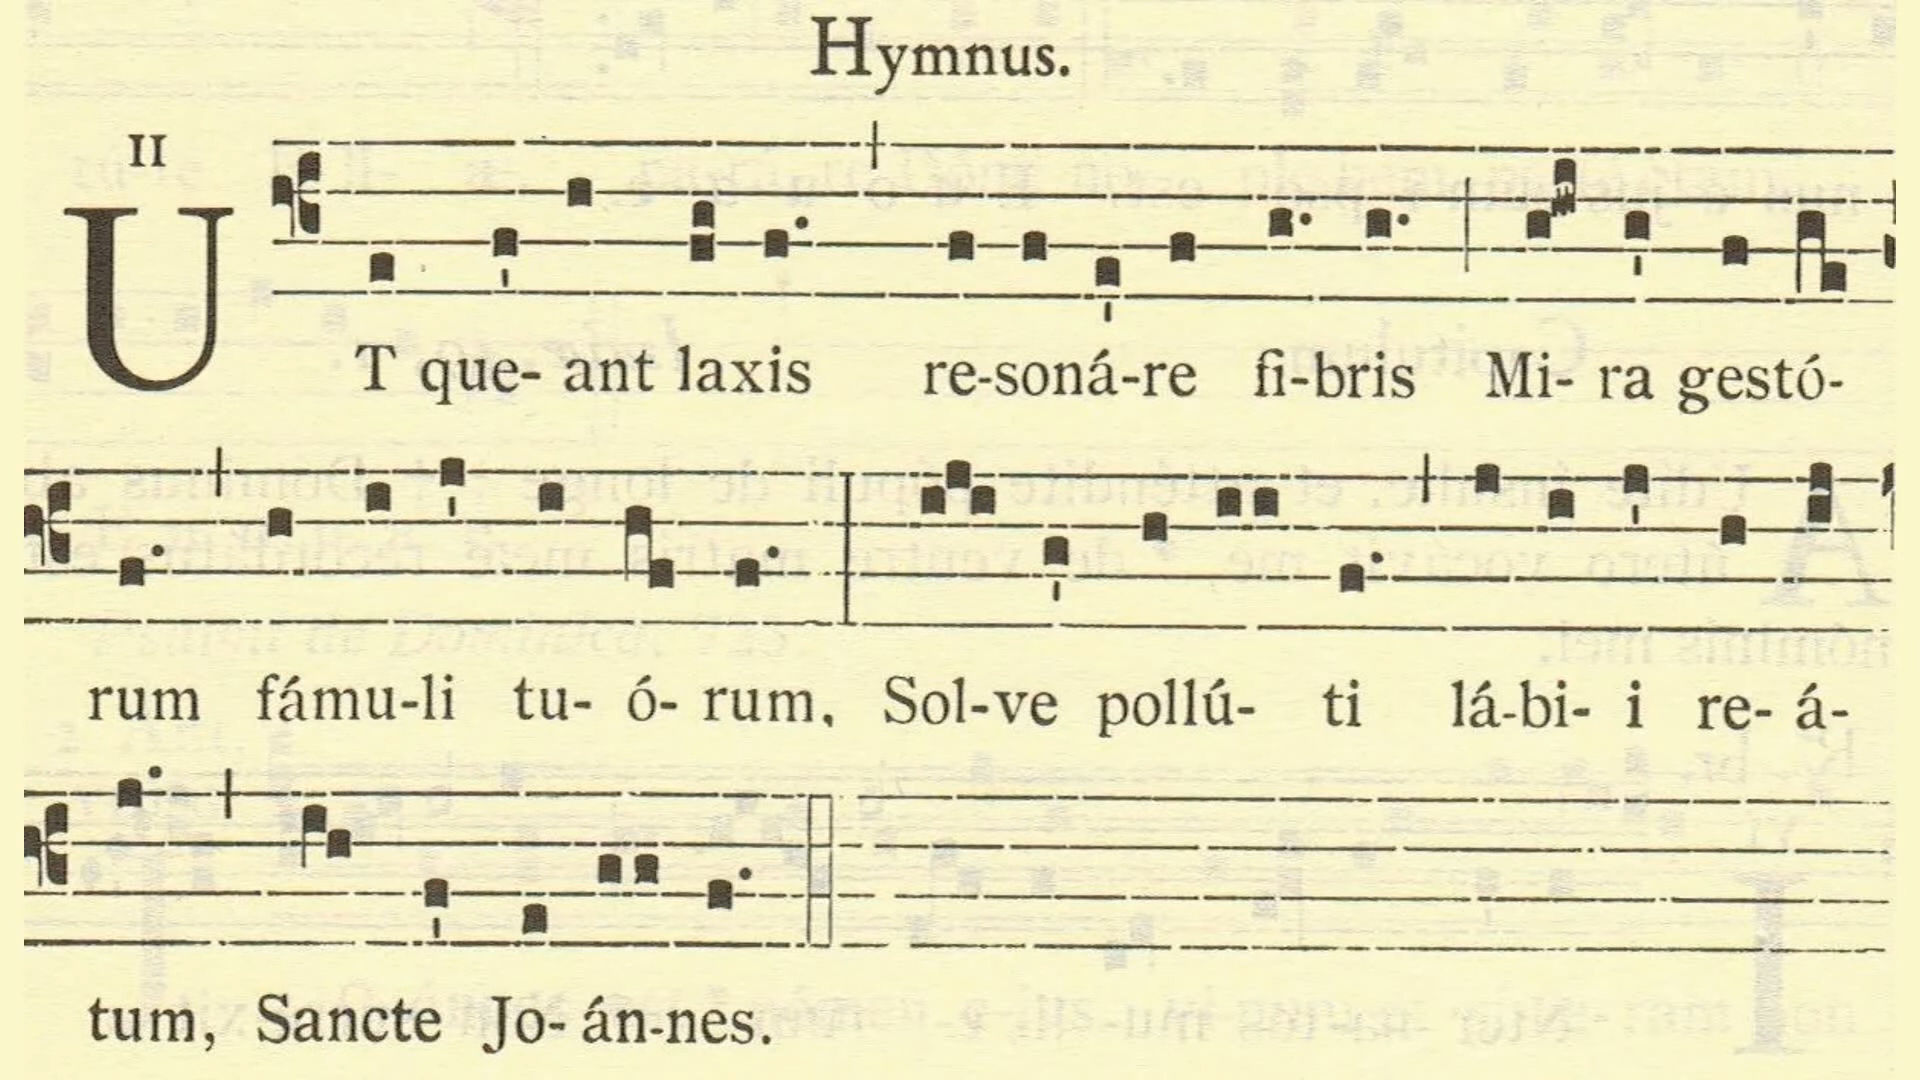 Hymnus.
II
UT que- ant laxis re-soná-re fi-bris Mi- ra gestó-
rum fámu-li tu- ó- rum, Sol-ve pollú- ti lá-bi- i re- á-
tum, Sancte Jo- án-nes.